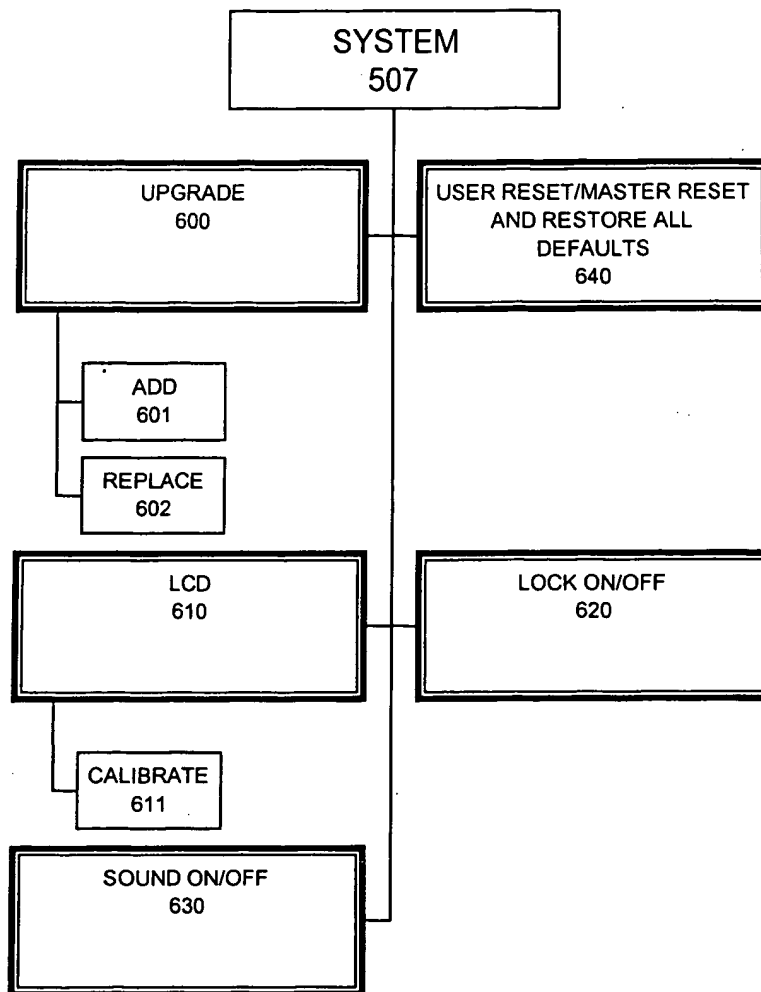 SYSTEM
507
UPGRADE
600
USER RESET/MASTER RESET
AND RESTORE ALL
DEFAULTS
640
ADD
601
REPLACE
602
LCD
610
LOCK ON/OFF
620
CALIBRATE
611
SOUND ON/OFF
630